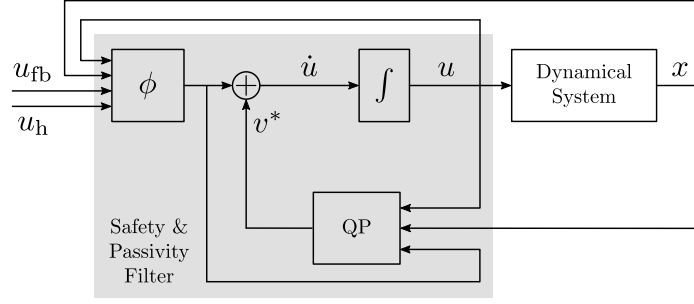 u_fb
u_h
ϕ
+
u̇
∫
u
Dynamical
System
x
v*
QP
Safety &
Passivity
Filter